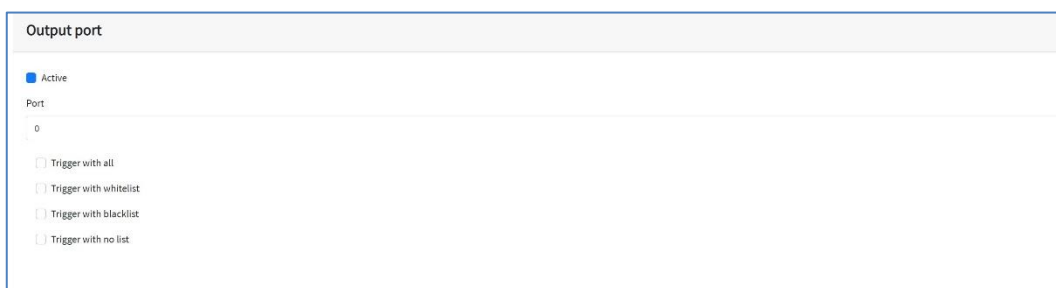 Output port
Active
Port
0
Trigger with all
Trigger with whitelist
Trigger with blacklist
Trigger with no list